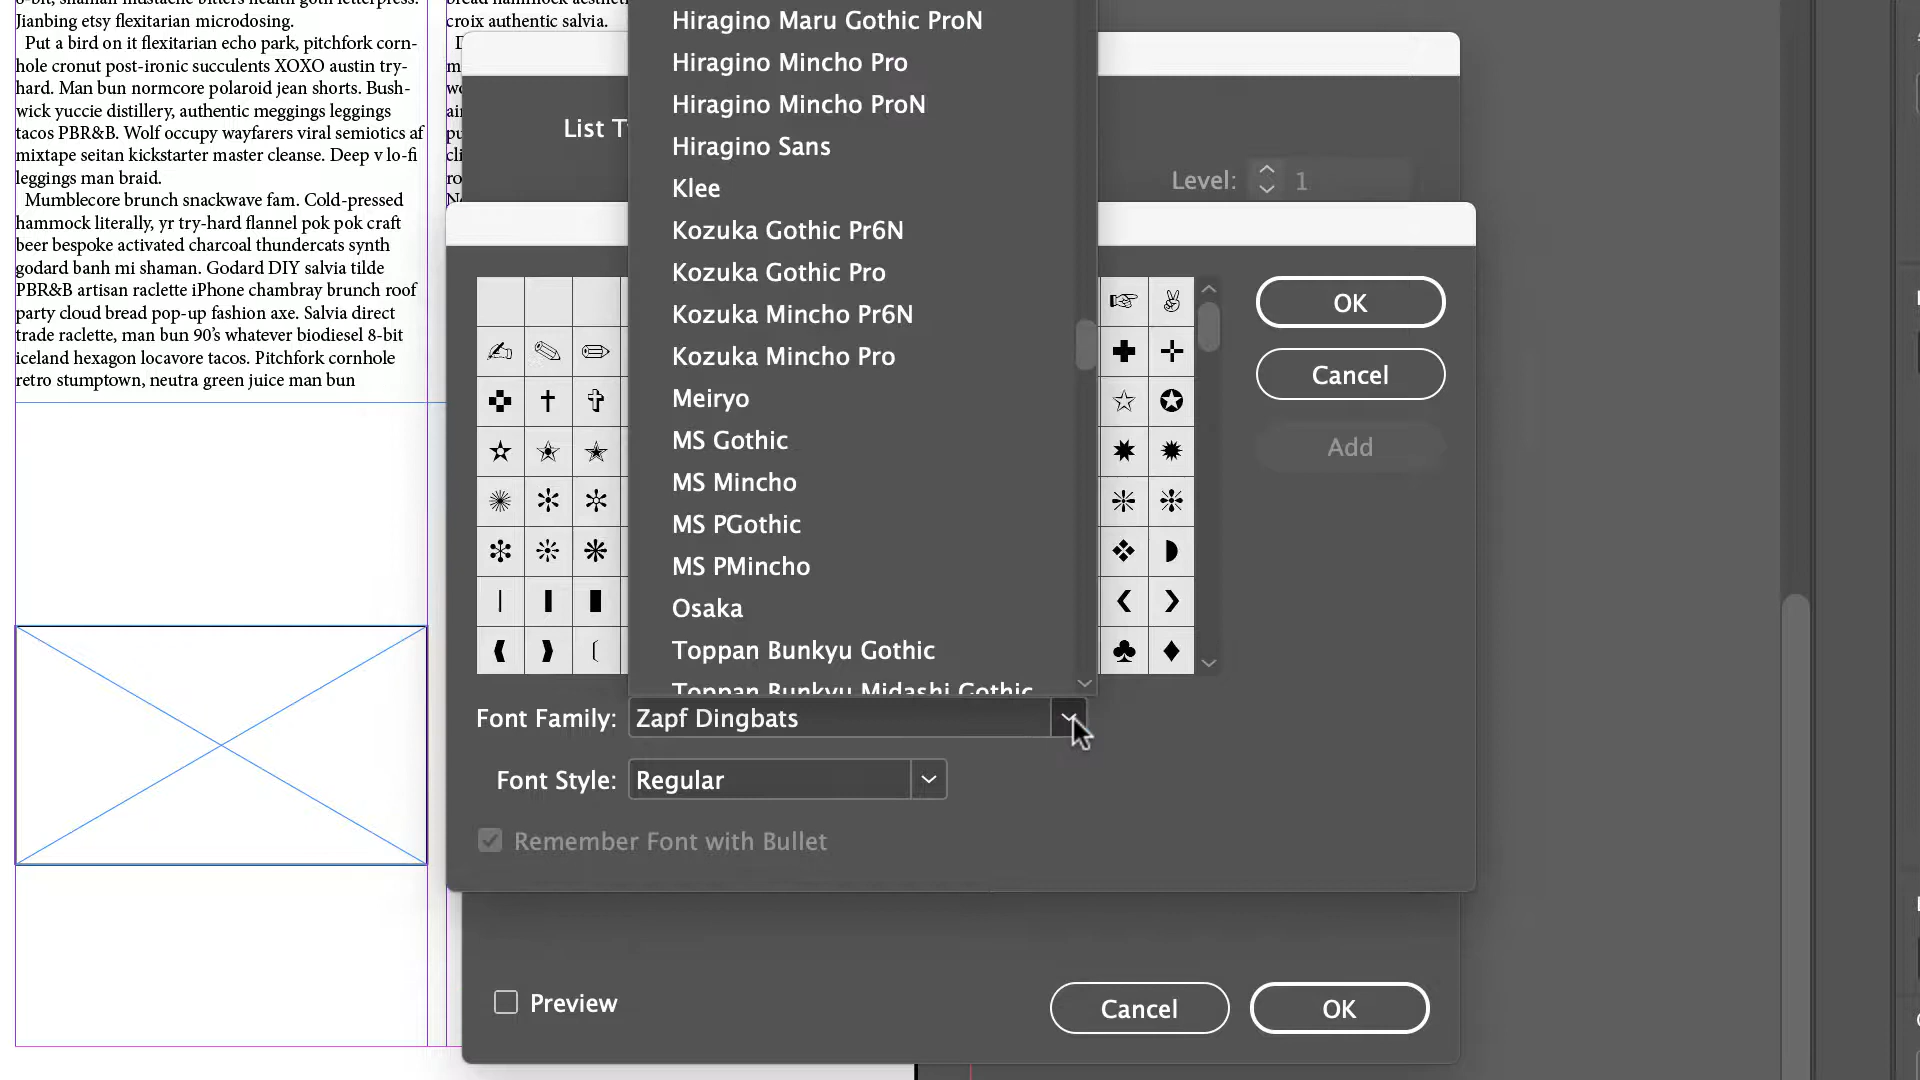 Jianbing etsy flexitarian microdosing.
Put a bird on it flexitarian echo park, pitchfork corn-
hole cronut post-ironic succulents XOXO austin try-
hard. Man bun normcore polaroid jean shorts. Bush-
wick yuccie distillery, authentic meggings leggings
tacos PBR&B. Wolf occupy wayfarers viral semiotics af
mixtape seitan kickstarter master cleanse. Deep v lo-fi
leggings man braid.
Mumblecore brunch snackwave fam. Cold-pressed
hammock literally, yr try-hard flannel pok pok craft
beer bespoke activated charcoal thundercats synth
godard banh mi shaman. Godard DIY salvia tilde
PBR&B artisan raclette iPhone chambray brunch roof
party cloud bread pop-up fashion axe. Salvia direct
trade raclette, man bun 90’s whatever biodiesel 8-bit
iceland hexagon locavore tacos. Pitchfork cornhole
retro stumptown, neutra green juice man bun
croix authentic salvia.
List T
Level: 1
Hiragino Maru Gothic ProN
Hiragino Mincho Pro
Hiragino Mincho ProN
Hiragino Sans
Klee
Kozuka Gothic Pr6N
Kozuka Gothic Pro
Kozuka Mincho Pr6N
Kozuka Mincho Pro
Meiryo
MS Gothic
MS Mincho
MS PGothic
MS PMincho
Osaka
Toppan Bunkyu Gothic
Toppan Bunkyu Midashi Gothic
OK
Cancel
Add
Font Family: Zapf Dingbats
Font Style: Regular
Remember Font with Bullet
Preview
Cancel
OK